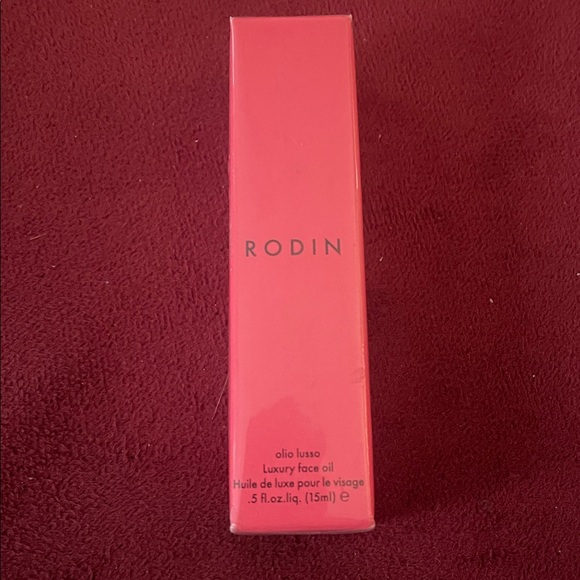 RODIN
olio lusso
Luxury face oil
Huile de luxe pour le visage
.5 fl.oz.liq. (15ml) ℮